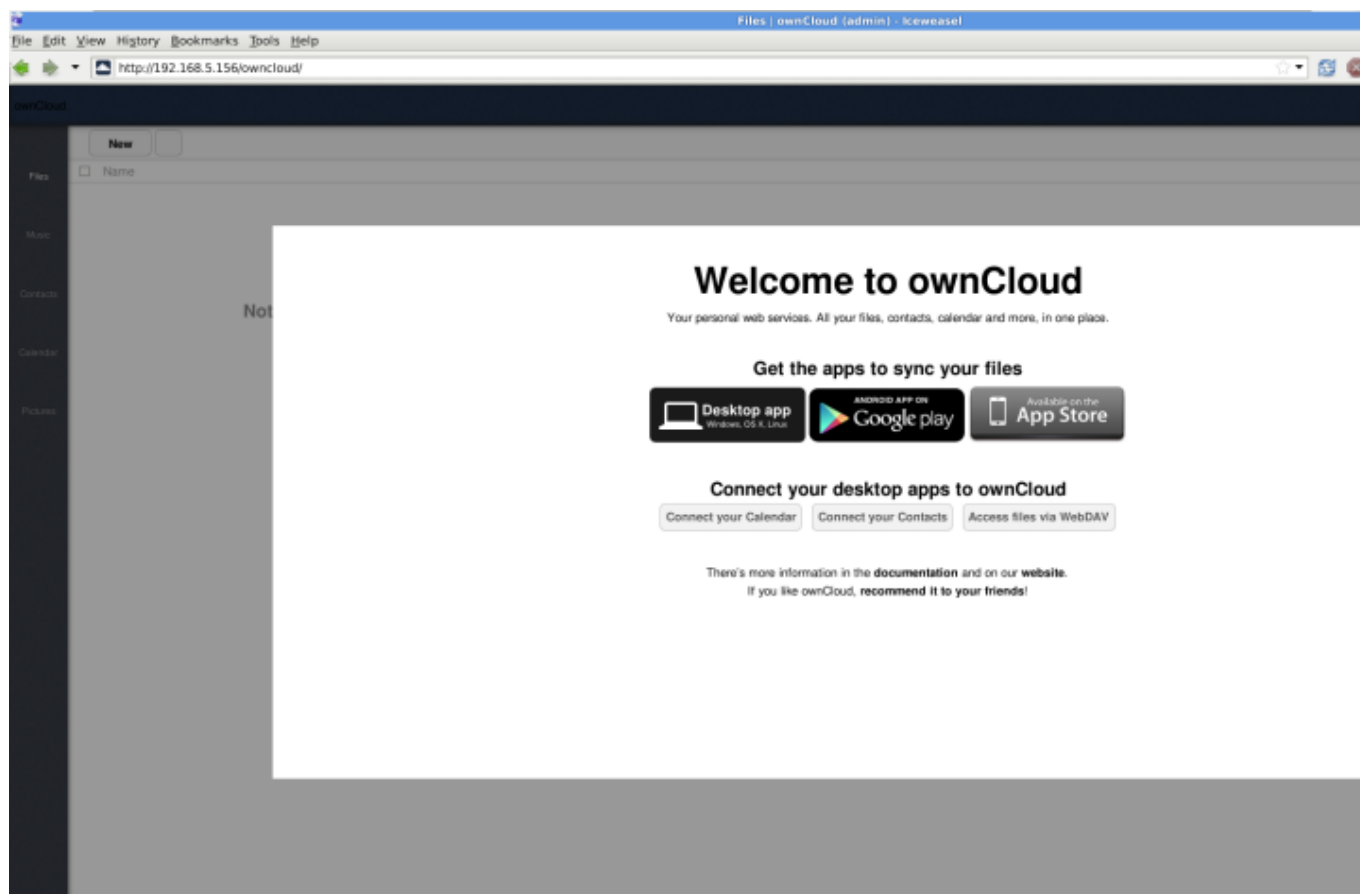 Files | ownCloud (admin) - Iceweasel
File Edit View History Bookmarks Tools Help
http://192.168.5.156/owncloud/
ownCloud
New
Name
Files
Music
Contacts
Calendar
Pictures
Not
Welcome to ownCloud
Your personal web services. All your files, contacts, calendar and more, in one place.
Get the apps to sync your files
Desktop app
Windows, OS X, Linux
ANDROID APP ON
Google play
Available on the
App Store
Connect your desktop apps to ownCloud
Connect your Calendar Connect your Contacts Access files via WebDAV
There's more information in the documentation and on our website.
If you like ownCloud, recommend it to your friends!